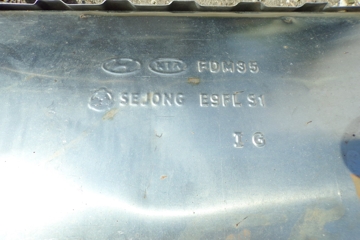 KIA FDM35
SEJONG E9FL S1
I G